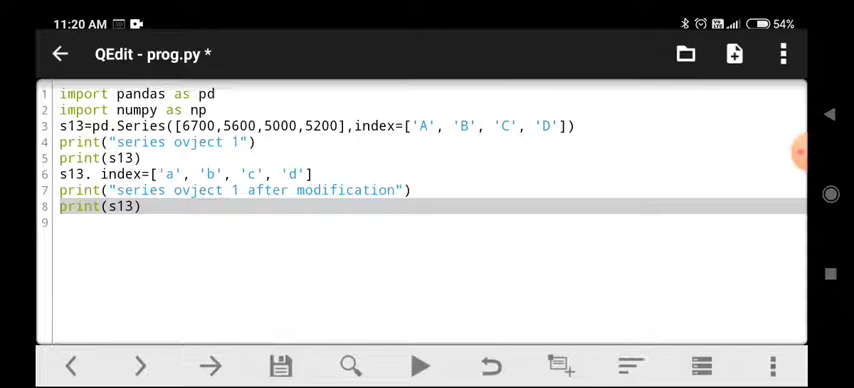 11:20 AM 54%
QEdit - prog.py *
1 import pandas as pd
2 import numpy as np
3 s13=pd.Series([6700,5600,5000,5200],index=['A', 'B', 'C', 'D'])
4 print("series ovject 1")
5 print(s13)
6 s13. index=['a', 'b', 'c', 'd']
7 print("series ovject 1 after modification")
8 print(s13)
9